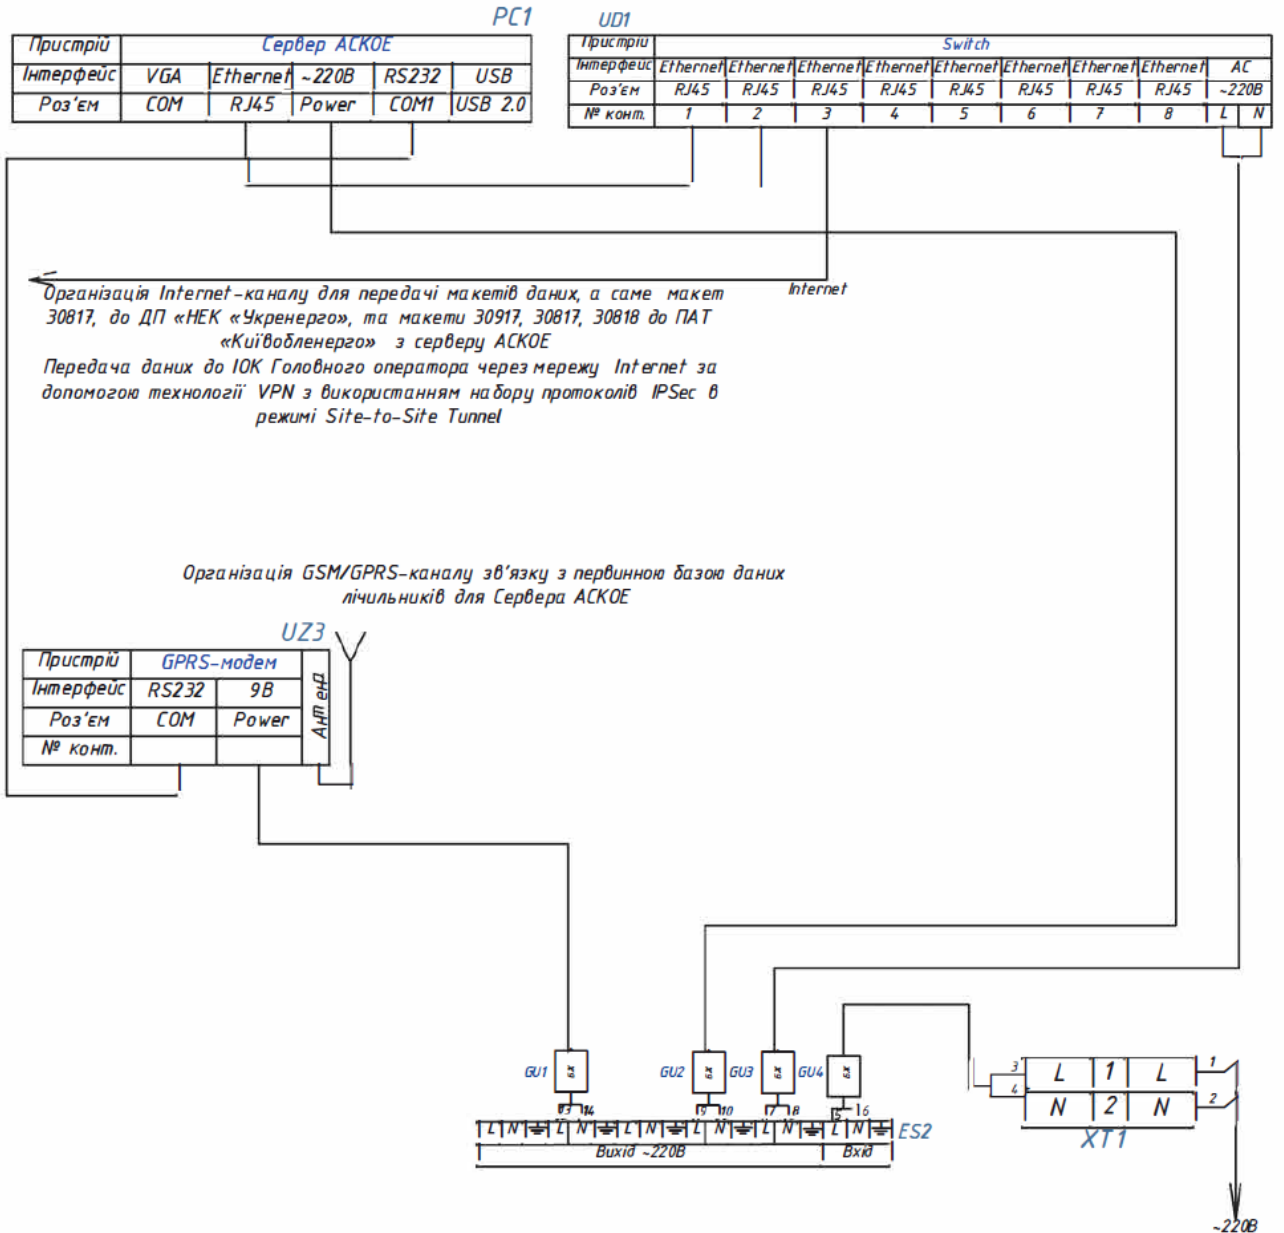 PC1
Пристрій Сервер АСКОЕ
Інтерфейс VGA Ethernet ~220В RS232 USB
Роз'єм COM RJ45 Power COM1 USB 2.0
UD1
Пристрій Switch
Інтерфейс Ethernet Ethernet Ethernet Ethernet Ethernet Ethernet Ethernet Ethernet AC
Роз'єм RJ45 RJ45 RJ45 RJ45 RJ45 RJ45 RJ45 RJ45 ~220В
№ конт. 1 2 3 4 5 6 7 8 L N
Internet
Організація Internet-каналу для передачі макетів даних, а саме макет
30817, до ДП «НЕК «Укренерго», та макети 30917, 30817, 30818 до ПАТ
«Київобленерго» з серверу АСКОЕ
Передача даних до ІОК Головного оператора через мережу Internet за
допомогою технології VPN з використанням набору протоколів IPSec в
режимі Site-to-Site Tunnel
Організація GSM/GPRS-каналу зв'язку з первинною базою даних
лічильників для Сервера АСКОЕ
UZ3
Пристрій GPRS-модем
Інтерфейс RS232 9В
Роз'єм COM Power
№ конт.
Антена
GU1 GU2 GU3 GU4
13 14 9 10 7 8 5 6
L N L N L N L N L N L N ES2
Вихід ~220В Вхід
3 L 1 L 1
4 N 2 N 2
XT1
~220В